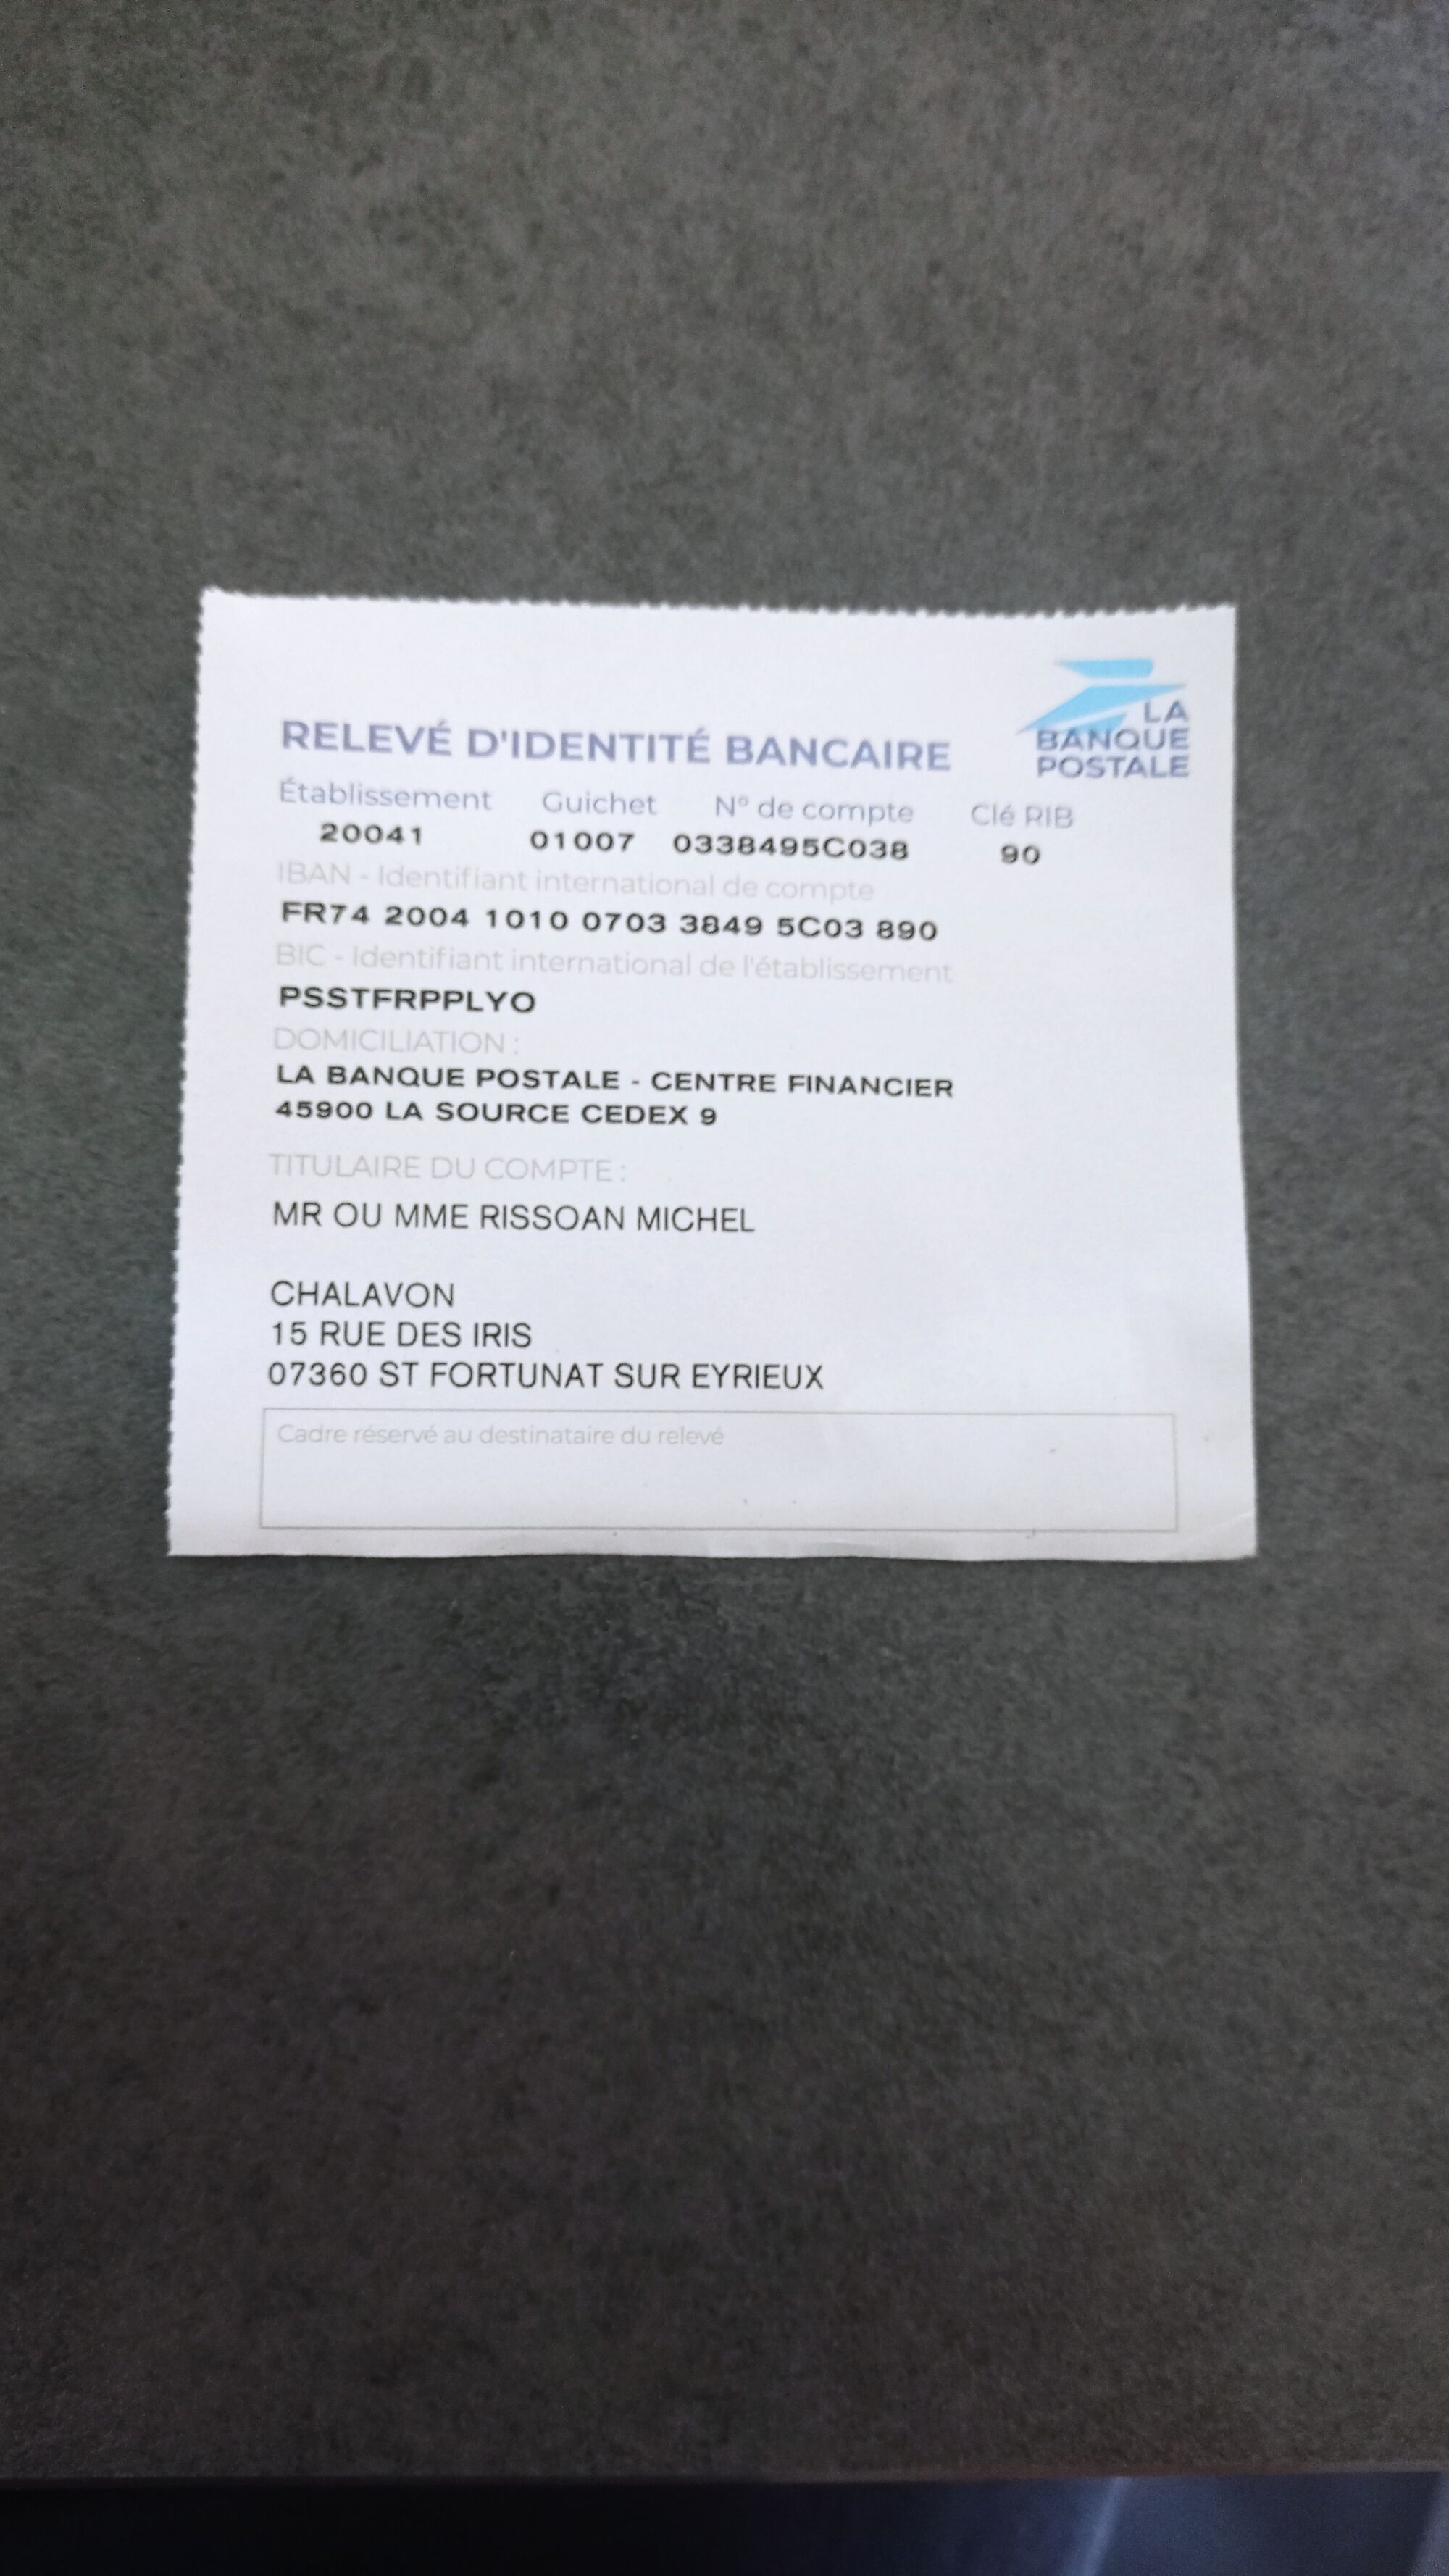 LA
BANQUE
POSTALE
RELEVÉ D'IDENTITÉ BANCAIRE
Établissement Guichet N° de compte Clé RIB
20041 01007 0338495C038 90
IBAN - Identifiant international de compte
FR74 2004 1010 0703 3849 5C03 890
BIC - Identifiant international de l'établissement
PSSTFRPPLYO
DOMICILIATION :
LA BANQUE POSTALE - CENTRE FINANCIER
45900 LA SOURCE CEDEX 9
TITULAIRE DU COMPTE :
MR OU MME RISSOAN MICHEL
CHALAVON
15 RUE DES IRIS
07360 ST FORTUNAT SUR EYRIEUX
Cadre réservé au destinataire du relevé